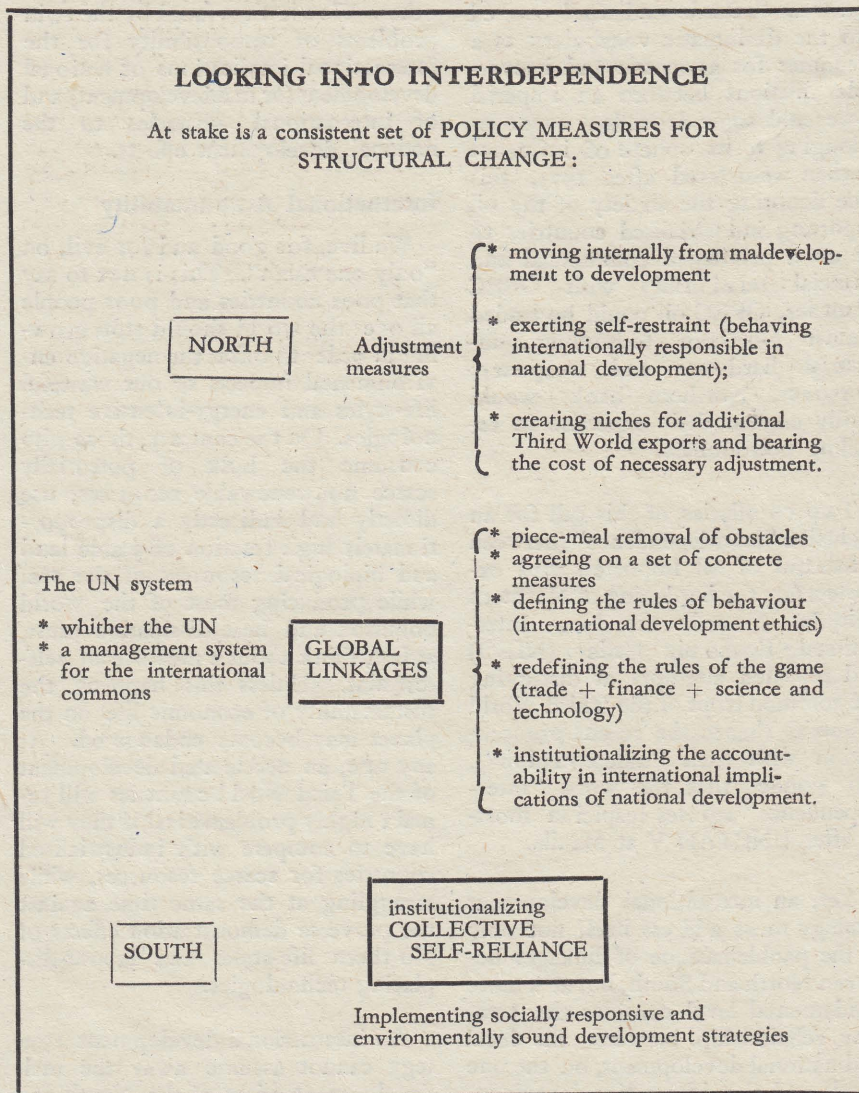 LOOKING INTO INTERDEPENDENCE
At stake is a consistent set of POLICY MEASURES FOR
STRUCTURAL CHANGE:
NORTH
Adjustment
measures
* moving internally from maldevelop-
ment to development
* exerting self-restraint (behaving
internationally responsible in
national development);
* creating niches for additional
Third World exports and bearing
the cost of necessary adjustment.
The UN system
* whither the UN
* a management system
for the international
commons
GLOBAL
LINKAGES
* piece-meal removal of obstacles
* agreeing on a set of concrete
measures
* defining the rules of behaviour
(international development ethics)
* redefining the rules of the game
(trade + finance + science and
technology)
* institutionalizing the account-
ability in international impli-
cations of national development.
SOUTH
institutionalizing
COLLECTIVE
SELF-RELIANCE
Implementing socially responsive and
environmentally sound development strategies